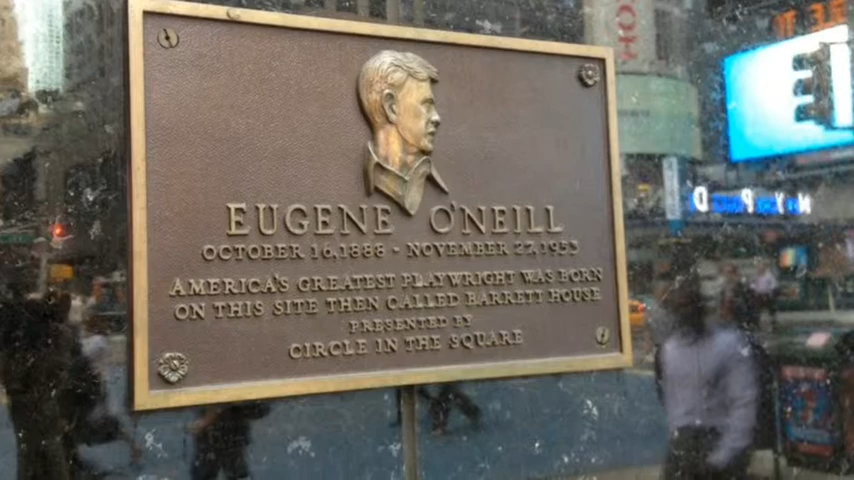 EUGENE O'NEILL
OCTOBER 16, 1888 - NOVEMBER 27, 1953
AMERICA'S GREATEST PLAYWRIGHT WAS BORN
ON THIS SITE THEN CALLED BARRETT HOUSE
PRESENTED BY
CIRCLE IN THE SQUARE